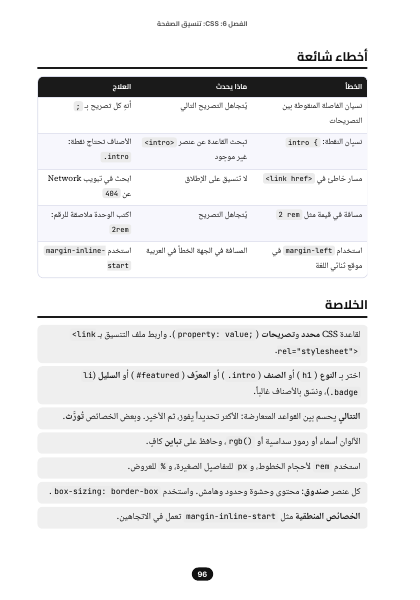 الفصل 6: CSS: تنسيق الصفحة
أخطاء شائعة
الخطأ ماذا يحدث العلاج
نسيان الفاصلة المنقوطة بين يُتجاهل التصريح التالي أنهِ كل تصريح بـ ;
التصريحات
نسيان النقطة: intro { تبحث القاعدة عن عنصر <intro> الأصناف تحتاج نقطة:
غير موجود .intro
مسار خاطئ في <link href> لا تنسيق على الإطلاق ابحث في تبويب Network
عن 404
مسافة في قيمة مثل 2 rem يُتجاهل التصريح اكتب الوحدة ملاصقة للرقم:
2rem
استخدام margin-left في المسافة في الجهة الخطأ في العربية استخدم margin-inline-
موقع ثنائي اللغة start
الخلاصة
لقاعدة CSS محدد وتصريحات ( property: value; ). واربط ملف التنسيق بـ <link
rel="stylesheet">.
اختر بـ النوع ( h1 ) أو الصنف ( .intro ) أو المعرّف ( #featured ) أو السليل (li
.badge)، ونسّق بالأصناف غالباً.
التتالي يحسم بين القواعد المتعارضة: الأكثر تحديداً يفوز، ثم الأخير. وبعض الخصائص تُورَّث.
الألوان أسماء أو رموز سداسية أو rgb() ، وحافظ على تباين كافٍ.
استخدم rem لأحجام الخطوط، و px للتفاصيل الصغيرة، و % للعروض.
كل عنصر صندوق: محتوى وحشوة وحدود وهامش. واستخدم box-sizing: border-box .
الخصائص المنطقية مثل margin-inline-start تعمل في الاتجاهين.
96